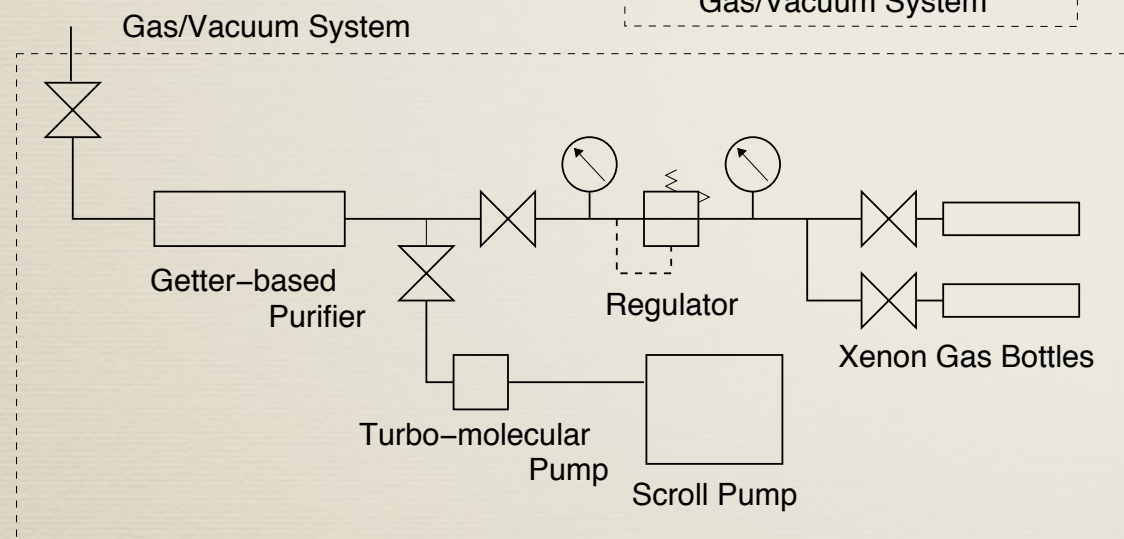 Gas/Vacuum System
Gas/Vacuum System
Getter−based
Purifier
Regulator
Xenon Gas Bottles
Turbo−molecular
Pump
Scroll Pump